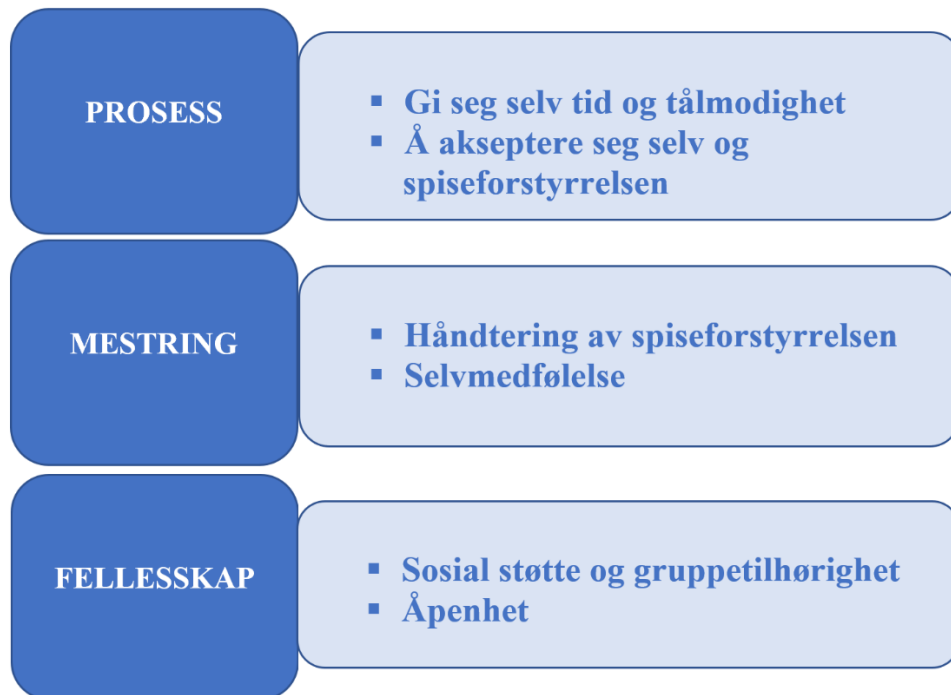 PROSESS
▪ Gi seg selv tid og tålmodighet
▪ Å akseptere seg selv og
spiseforstyrrelsen
MESTRING
▪ Håndtering av spiseforstyrrelsen
▪ Selvmedfølelse
FELLESSKAP
▪ Sosial støtte og gruppetilhørighet
▪ Åpenhet